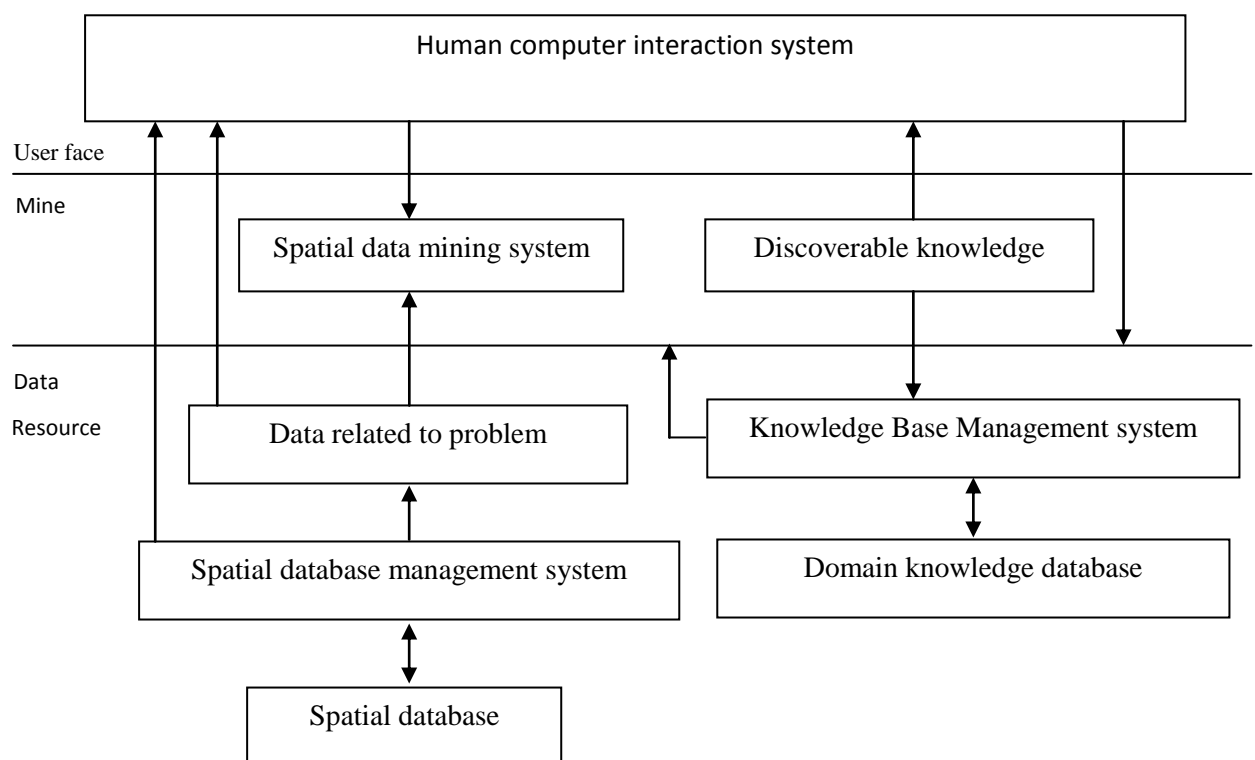 Human computer interaction system
User face
Mine
Spatial data mining system
Discoverable knowledge
Data
Resource
Data related to problem
Knowledge Base Management system
Spatial database management system
Domain knowledge database
Spatial database